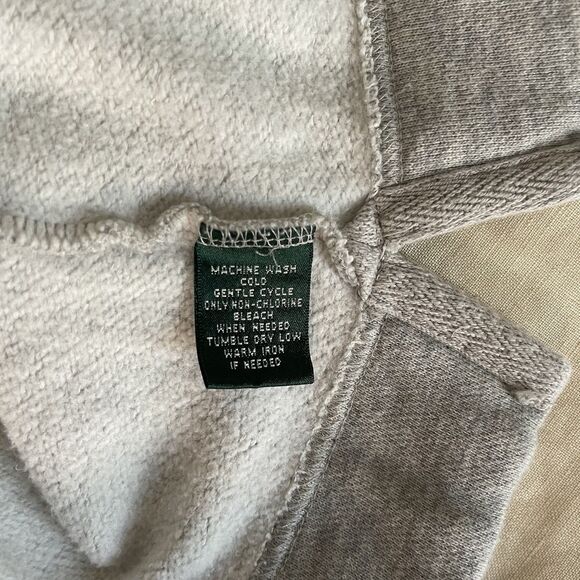 MACHINE WASH
COLD
GENTLE CYCLE
ONLY NON-CHLORINE
BLEACH
WHEN NEEDED
TUMBLE DRY LOW
WARM IRON
IF NEEDED